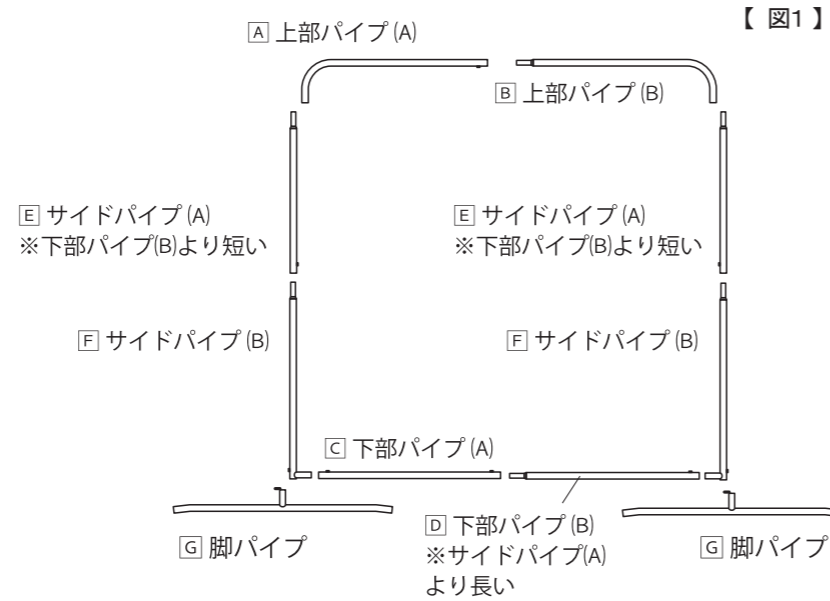 【 図1 】
A 上部パイプ (A)
B 上部パイプ (B)
E サイドパイプ (A)
※下部パイプ(B)より短い
E サイドパイプ (A)
※下部パイプ(B)より短い
F サイドパイプ (B)
F サイドパイプ (B)
C 下部パイプ (A)
D 下部パイプ (B)
※サイドパイプ(A)
より長い
G 脚パイプ
G 脚パイプ